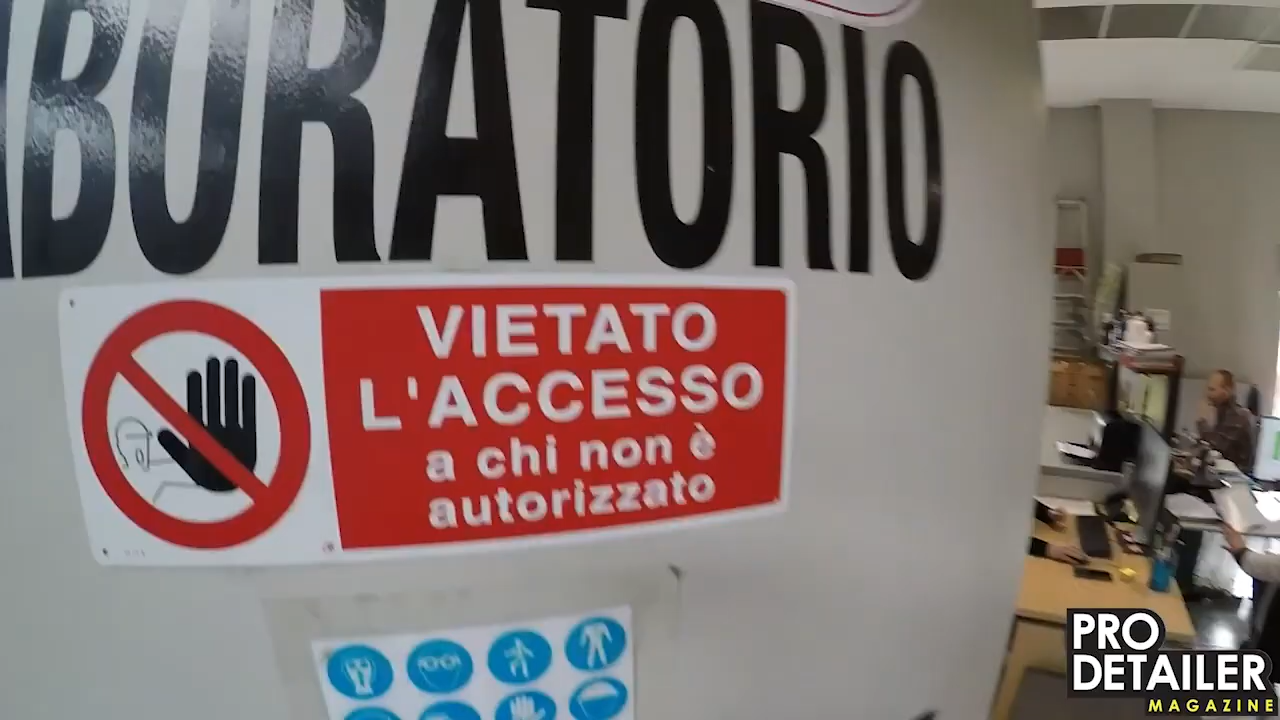 BORATORIO
VIETATO
L'ACCESSO
a chi non è
autorizzato
PRO
DETAILER
MAGAZINE